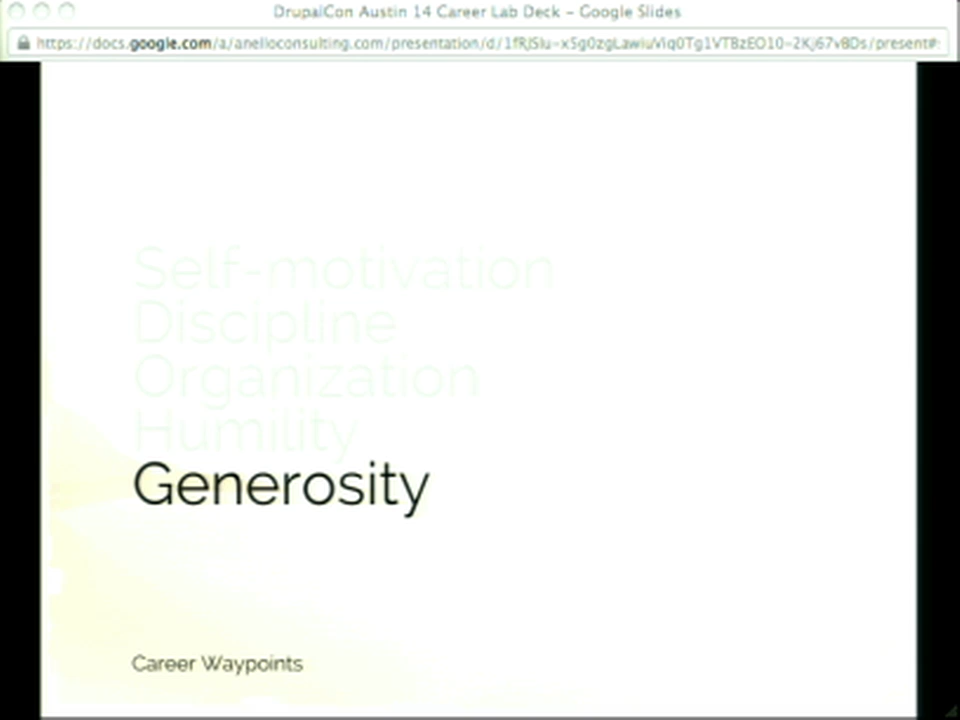 DrupalCon Austin 14 Career Lab Deck – Google Slides
Self-motivation
Discipline
Organization
Humility
Generosity
Career Waypoints